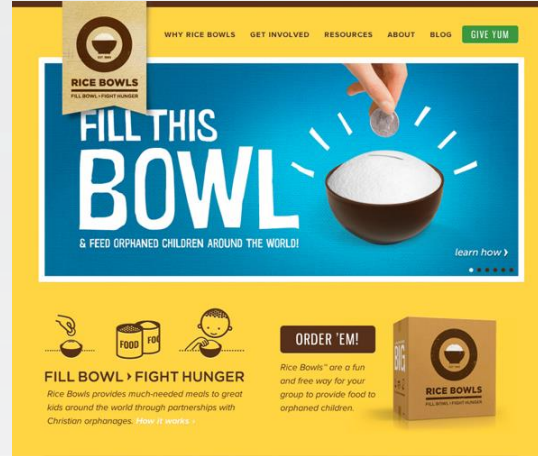 WHY RICE BOWLS GET INVOLVED RESOURCES ABOUT BLOG GIVE YUM
RICE BOWLS
FILL BOWL › FIGHT HUNGER
FILL THIS
BOWL
& FEED ORPHANED CHILDREN AROUND THE WORLD!
learn how ›
FOOD FOO
FILL BOWL › FIGHT HUNGER
Rice Bowls provides much-needed meals to great
kids around the world through partnerships with
Christian orphanages. How it works ›
ORDER 'EM!
Rice Bowls™ are a fun
and free way for your
group to provide food to
orphaned children.
RICE BOWLS
FILL BOWL › FIGHT HUNGER